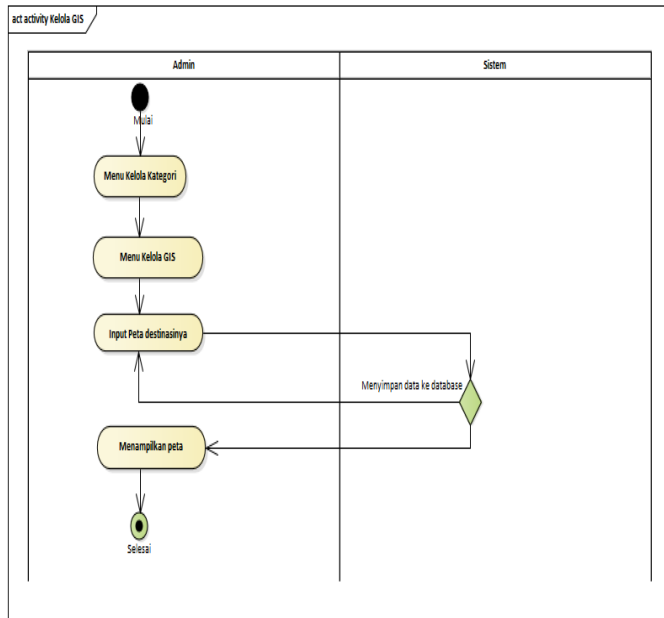 act activity Kelola GIS
Admin
Sistem
Mulai
Menu Kelola Kategori
Menu Kelola GIS
Input Peta destinasinya
Menyimpan data ke database
Menampilkan peta
Selesai